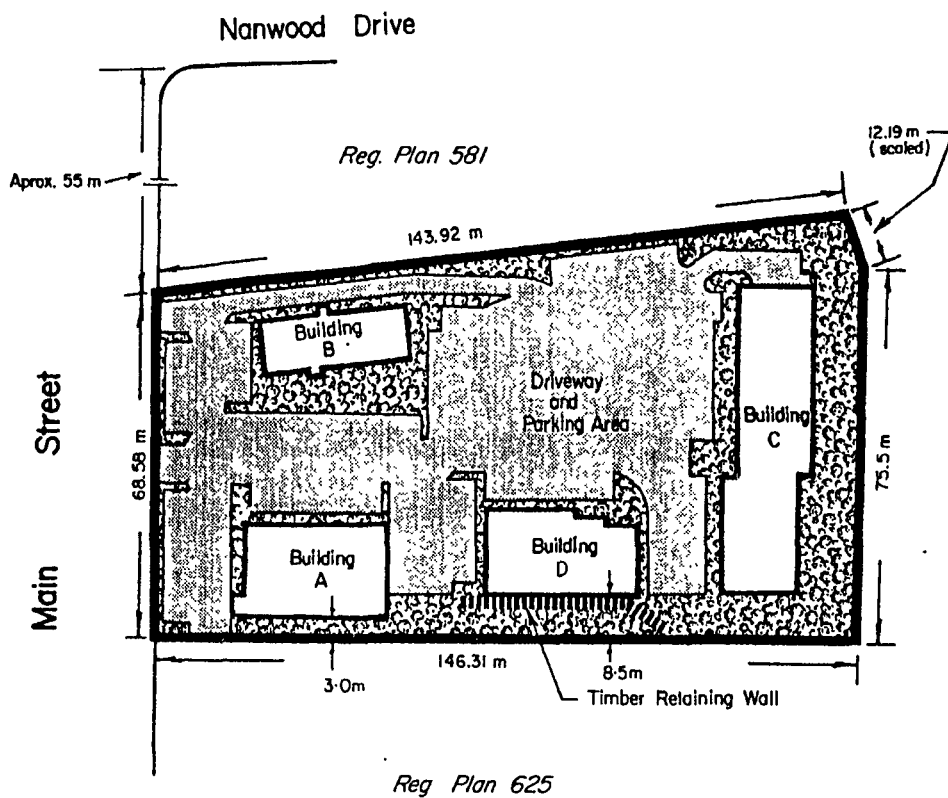 Nanwood Drive
Aprox. 55 m
Reg. Plan 581
12.19 m
( scaled)
143.92 m
Building
B
Driveway
and
Parking Area
Building
C
Main Street
68.58 m
75.5 m
Building
A
Building
D
146.31 m
3.0m
8.5m
Timber Retaining Wall
Reg Plan 625